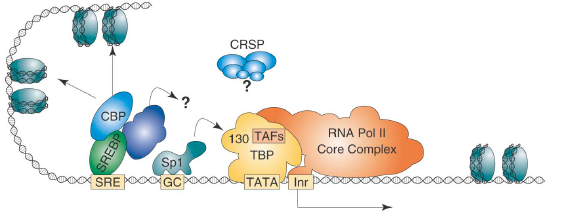 CRSP
?
CBP
?
SREBP
Sp1
130 TAFs
TBP
RNA Pol II
Core Complex
SRE
GC
TATA
Inr